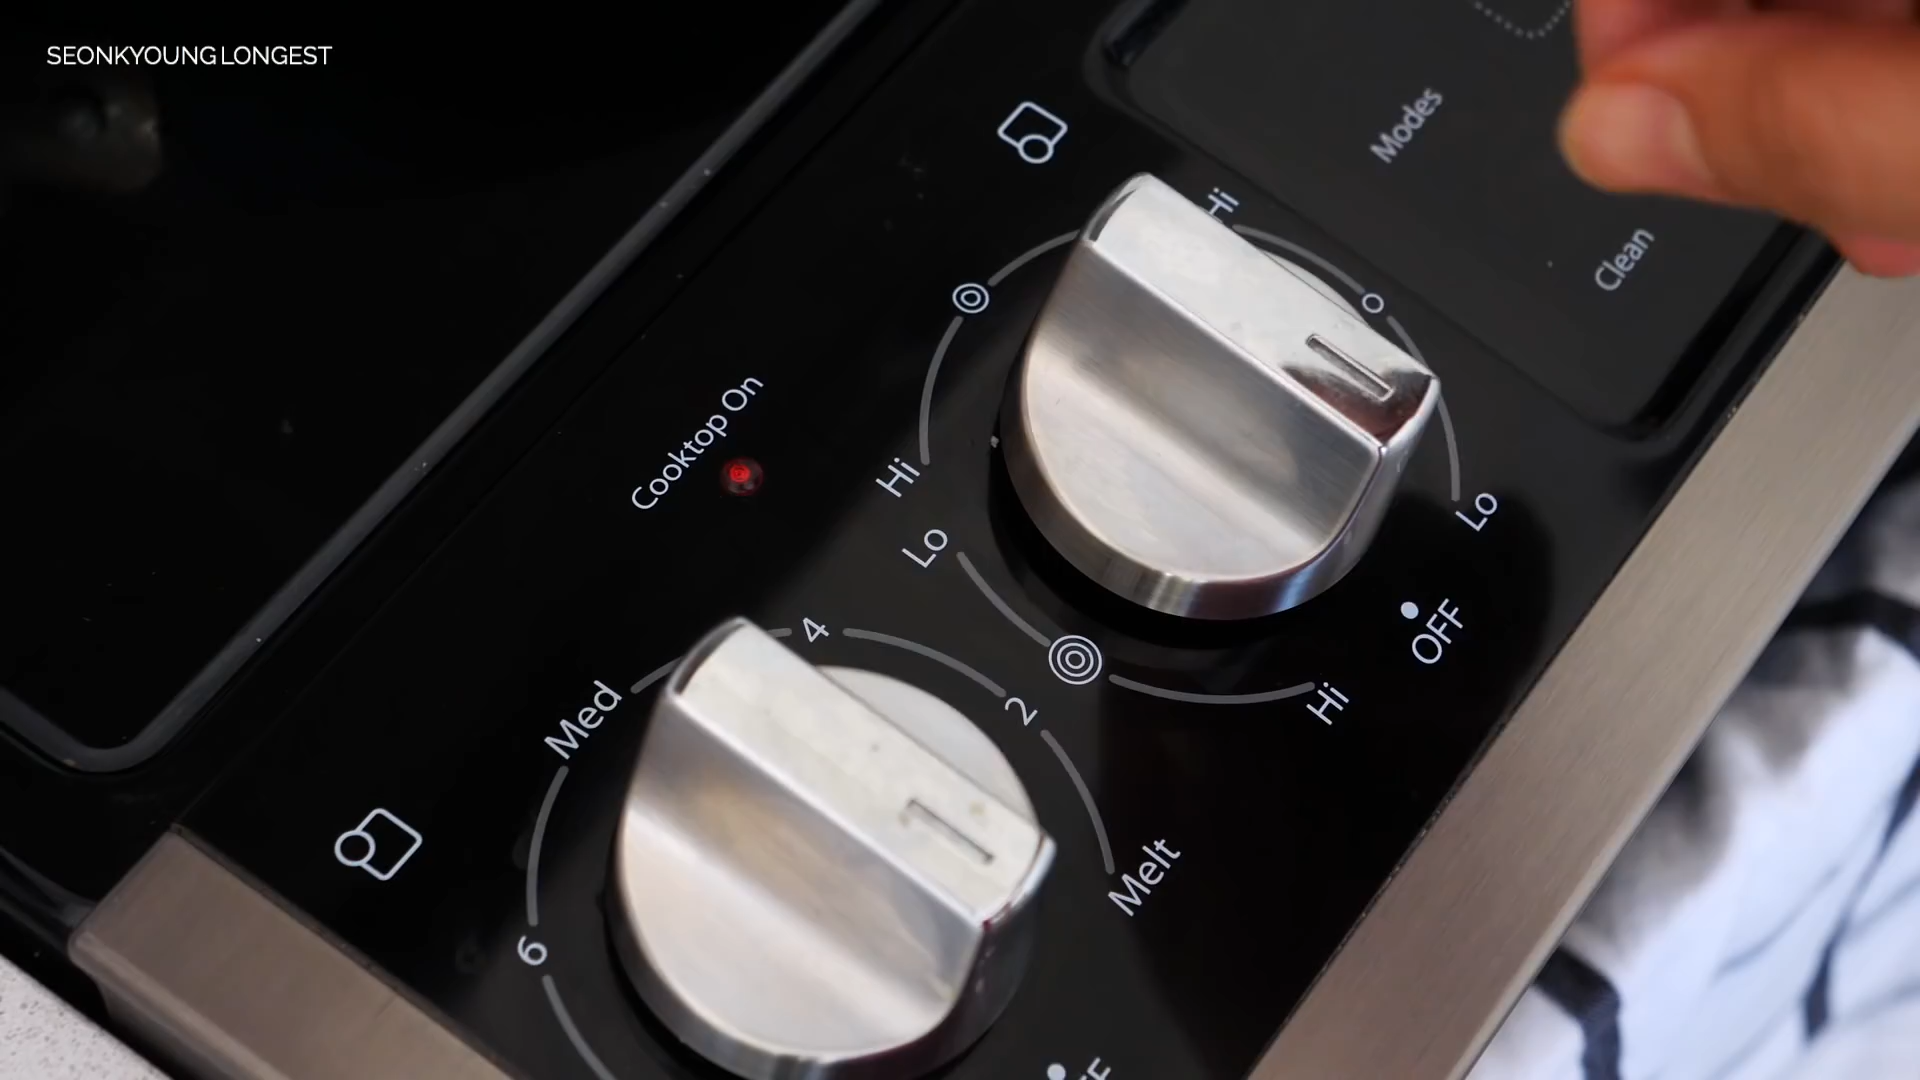 SEONKYOUNG LONGEST
Modes
Clean
Hi
Cooktop On
Hi
Lo
Lo
OFF
Hi
4
2
Med
Melt
6